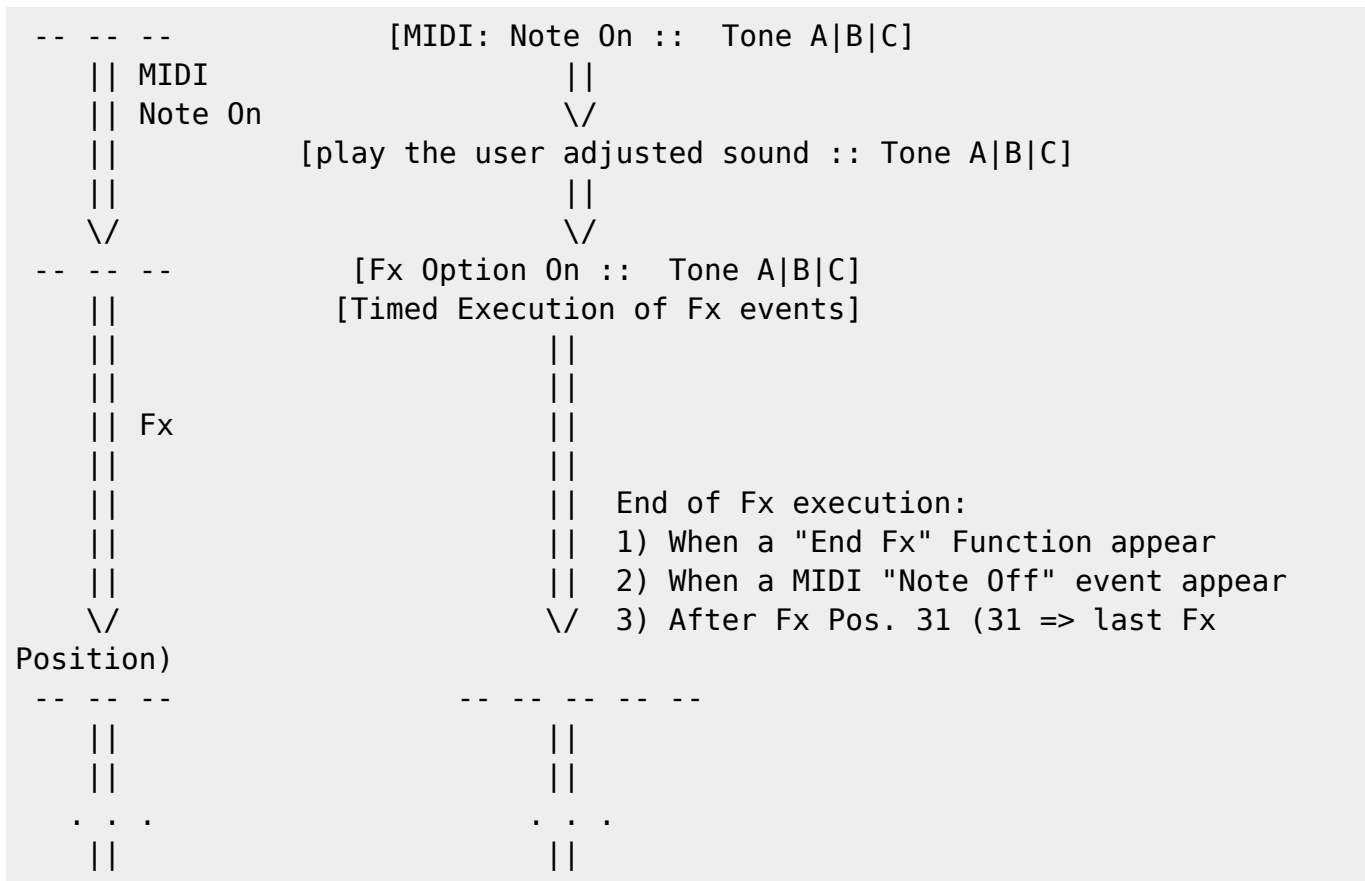 -- -- --            [MIDI: Note On ::  Tone A|B|C]
   || MIDI                     ||
   || Note On                  \/
   ||          [play the user adjusted sound :: Tone A|B|C]
   ||                          ||
   \/                          \/
-- -- --          [Fx Option On ::  Tone A|B|C]
   ||            [Timed Execution of Fx events]
   ||                         ||
   ||                         ||
   || Fx                      ||
   ||                         ||
   ||                         ||  End of Fx execution:
   ||                         ||  1) When a "End Fx" Function appear
   ||                         ||  2) When a MIDI "Note Off" event appear
   \/                         \/  3) After Fx Pos. 31 (31 => last Fx
Position)
-- -- --                -- -- -- -- --
   ||                         ||
   ||                         ||
  . . .                      . . .
   ||                         ||